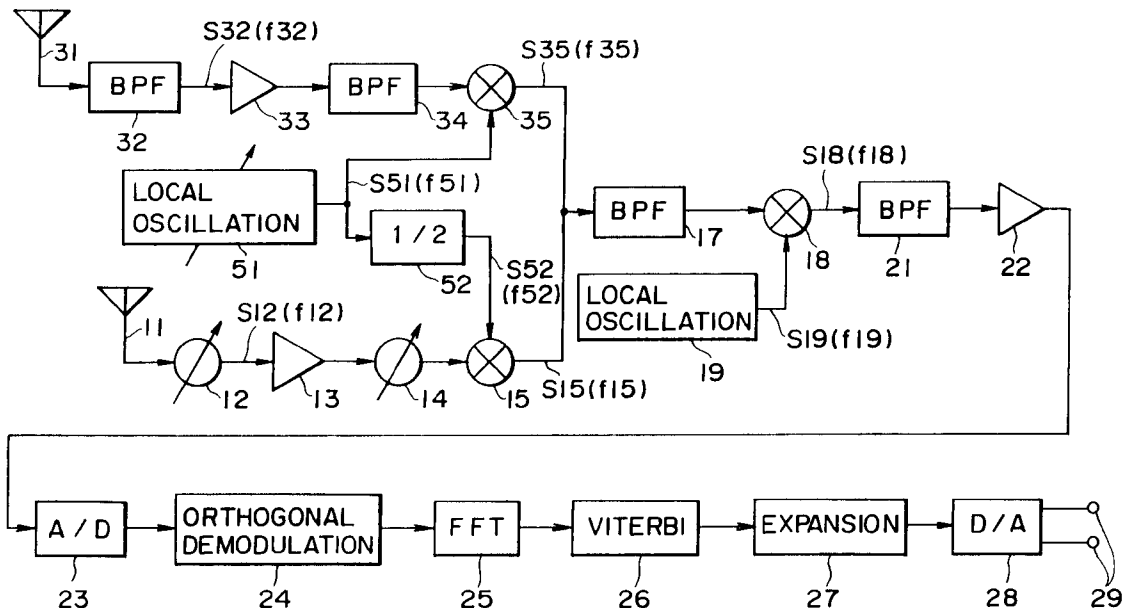 31
S32(f32)
S35(f35)
BPF
32
33
BPF
34
35
LOCAL
OSCILLATION
51
S51(f51)
1/2
52
S52
(f52)
BPF
17
S18(f18)
18
BPF
21
22
LOCAL
OSCILLATION
19
S19(f19)
11
S12(f12)
12
13
14
15
S15(f15)
A/D
23
ORTHOGONAL
DEMODULATION
24
FFT
25
VITERBI
26
EXPANSION
27
D/A
28
29